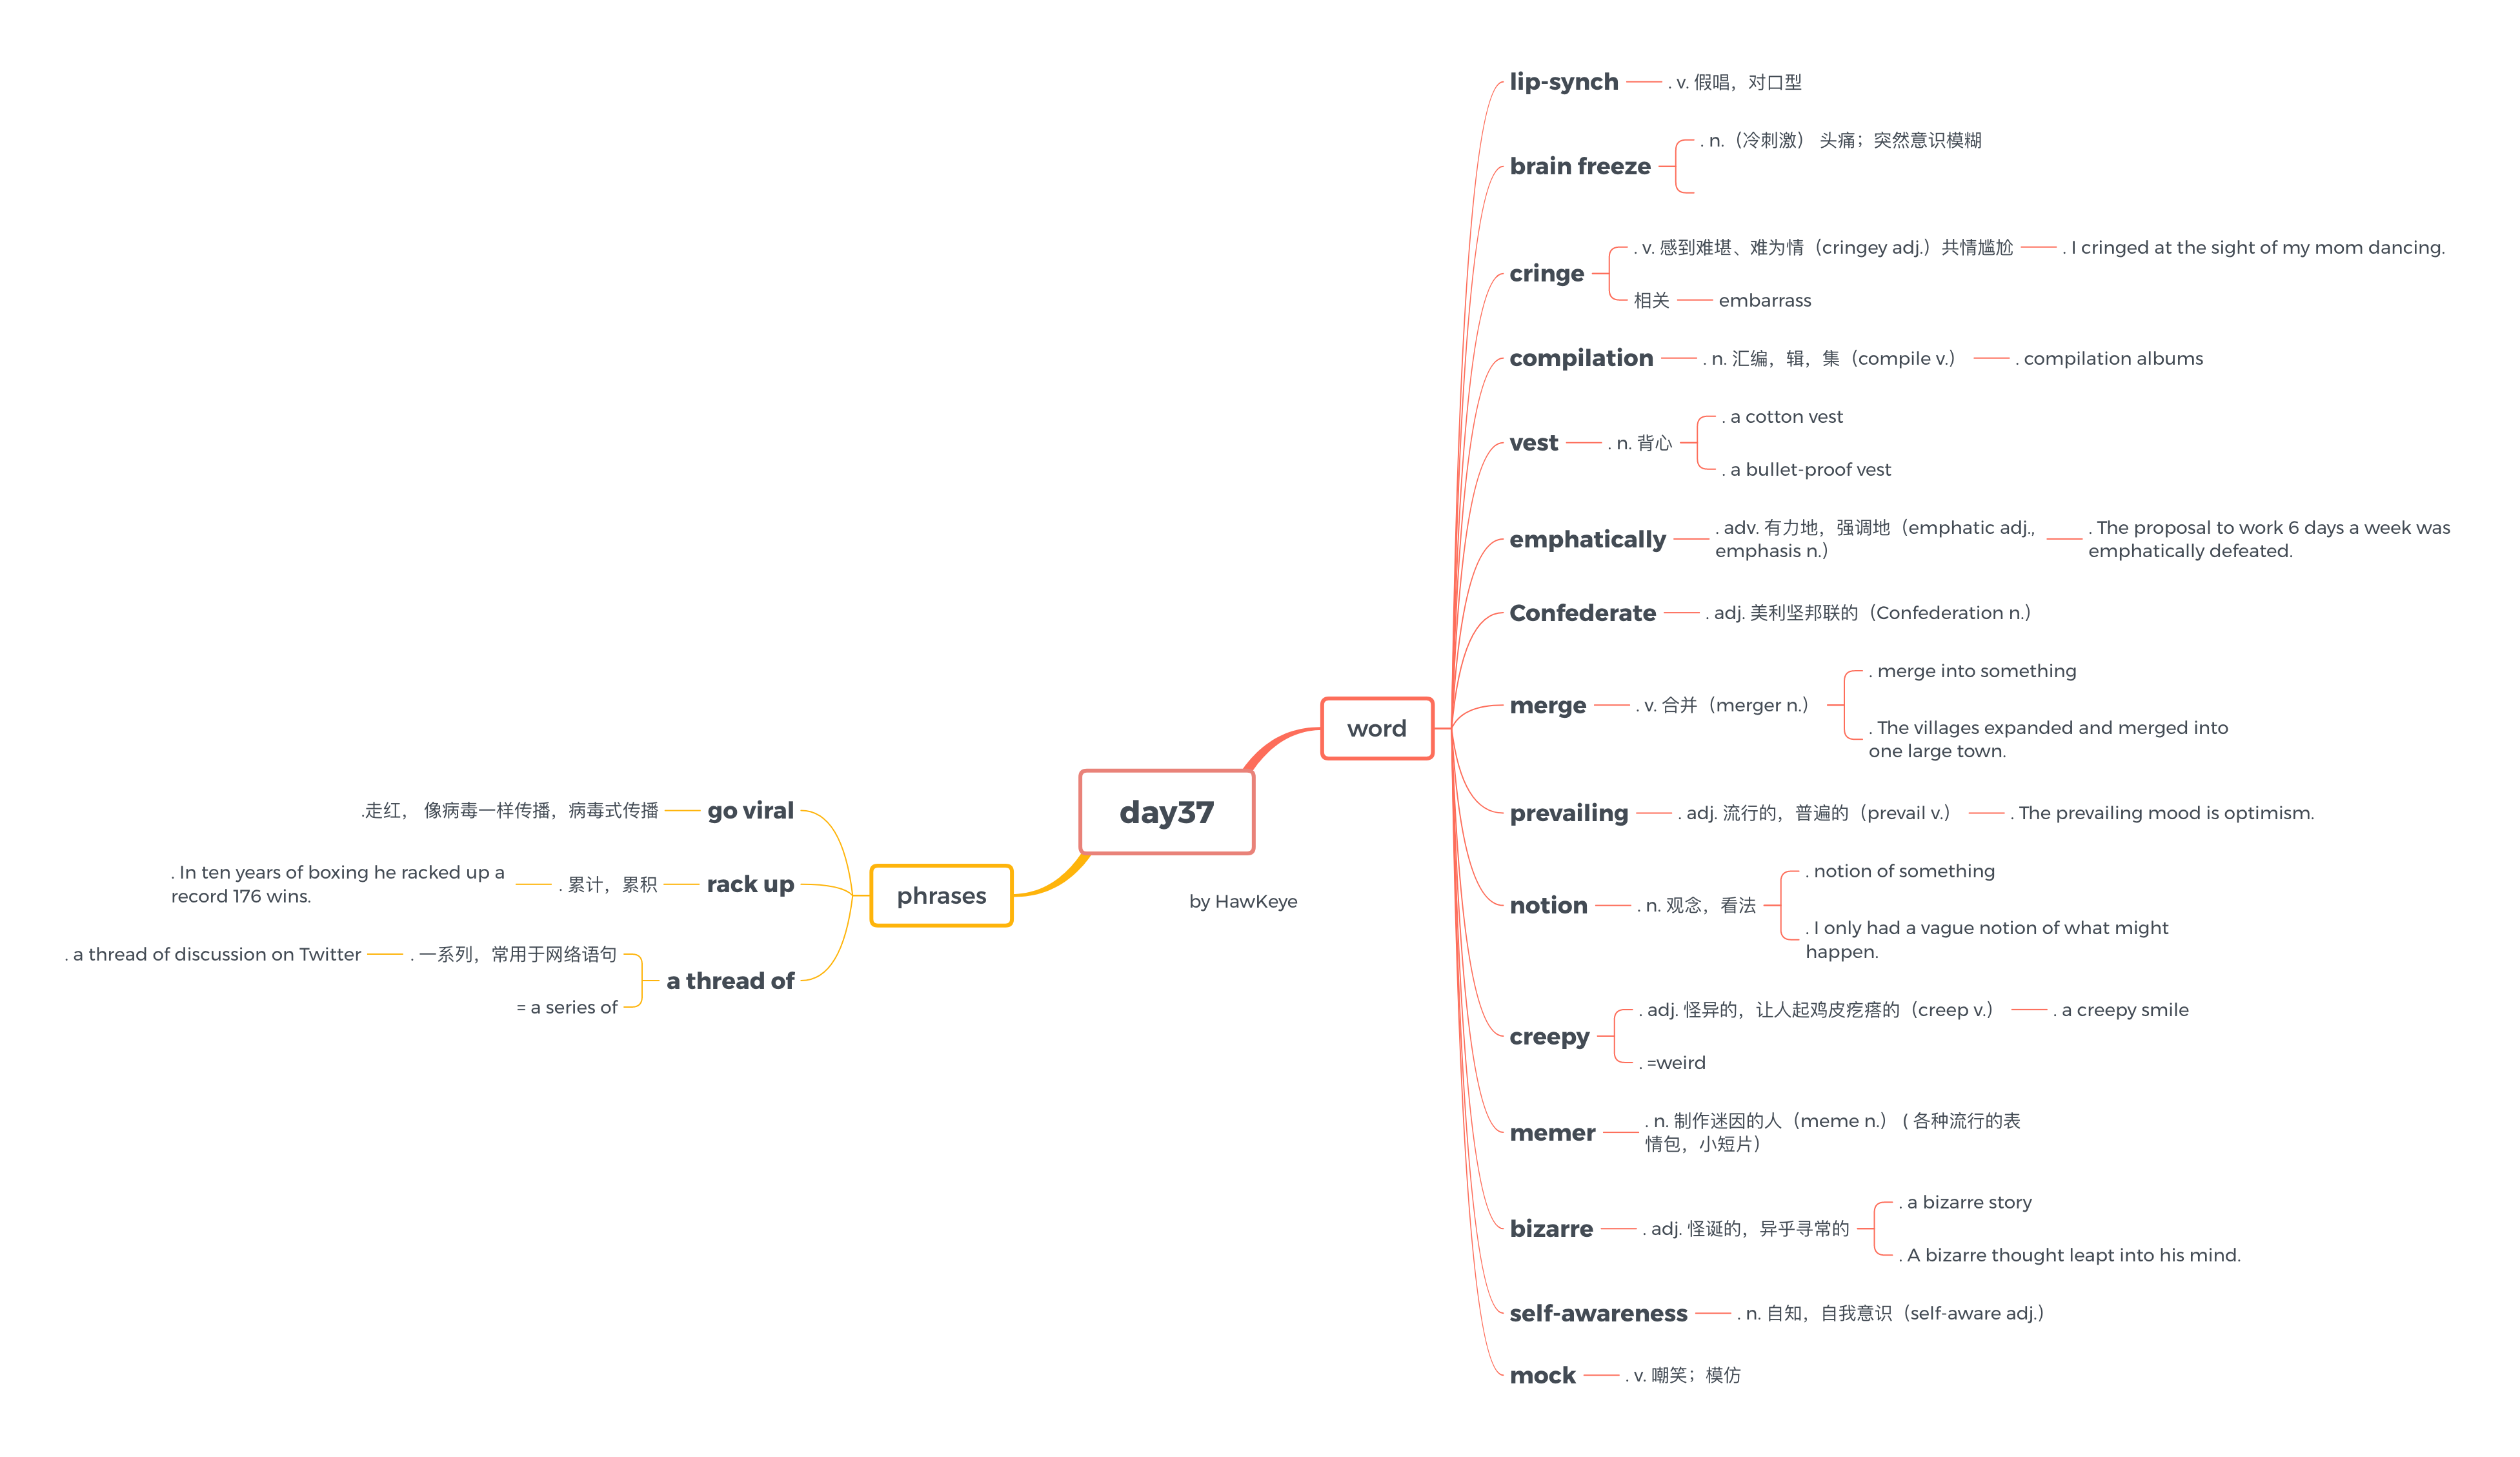 day37
by HawKeye
word
lip-synch
. v. 假唱，对口型
brain freeze
. n.（冷刺激） 头痛；突然意识模糊
cringe
. v. 感到难堪、难为情（cringey adj.）共情尴尬
. I cringed at the sight of my mom dancing.
相关
embarrass
compilation
. n. 汇编，辑，集（compile v.）
. compilation albums
vest
. n. 背心
. a cotton vest
. a bullet-proof vest
emphatically
. adv. 有力地，强调地（emphatic adj.,
emphasis n.）
. The proposal to work 6 days a week was
emphatically defeated.
Confederate
. adj. 美利坚邦联的（Confederation n.）
merge
. v. 合并（merger n.）
. merge into something
. The villages expanded and merged into
one large town.
prevailing
. adj. 流行的，普遍的（prevail v.）
. The prevailing mood is optimism.
notion
. n. 观念，看法
. notion of something
. I only had a vague notion of what might
happen.
creepy
. adj. 怪异的，让人起鸡皮疙瘩的（creep v.）
. a creepy smile
. =weird
memer
. n. 制作迷因的人（meme n.） ( 各种流行的表
情包，小短片）
bizarre
. adj. 怪诞的，异乎寻常的
. a bizarre story
. A bizarre thought leapt into his mind.
self-awareness
. n. 自知，自我意识（self-aware adj.）
mock
. v. 嘲笑；模仿
phrases
go viral
.走红， 像病毒一样传播，病毒式传播
rack up
. 累计，累积
. In ten years of boxing he racked up a
record 176 wins.
a thread of
. 一系列，常用于网络语句
. a thread of discussion on Twitter
= a series of